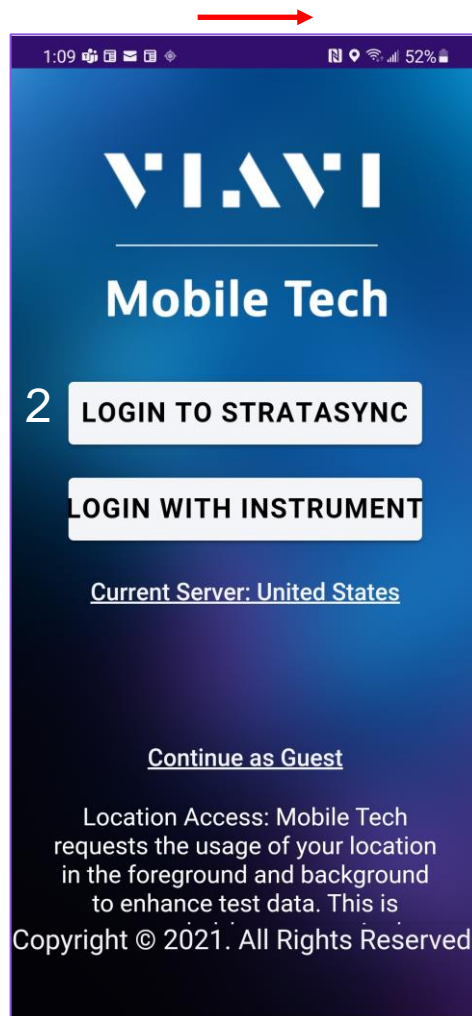 1:09 52%
VIAVI
Mobile Tech
2 LOGIN TO STRATASYNC
LOGIN WITH INSTRUMENT
Current Server: United States
Continue as Guest
Location Access: Mobile Tech
requests the usage of your location
in the foreground and background
to enhance test data. This is
Copyright © 2021. All Rights Reserved